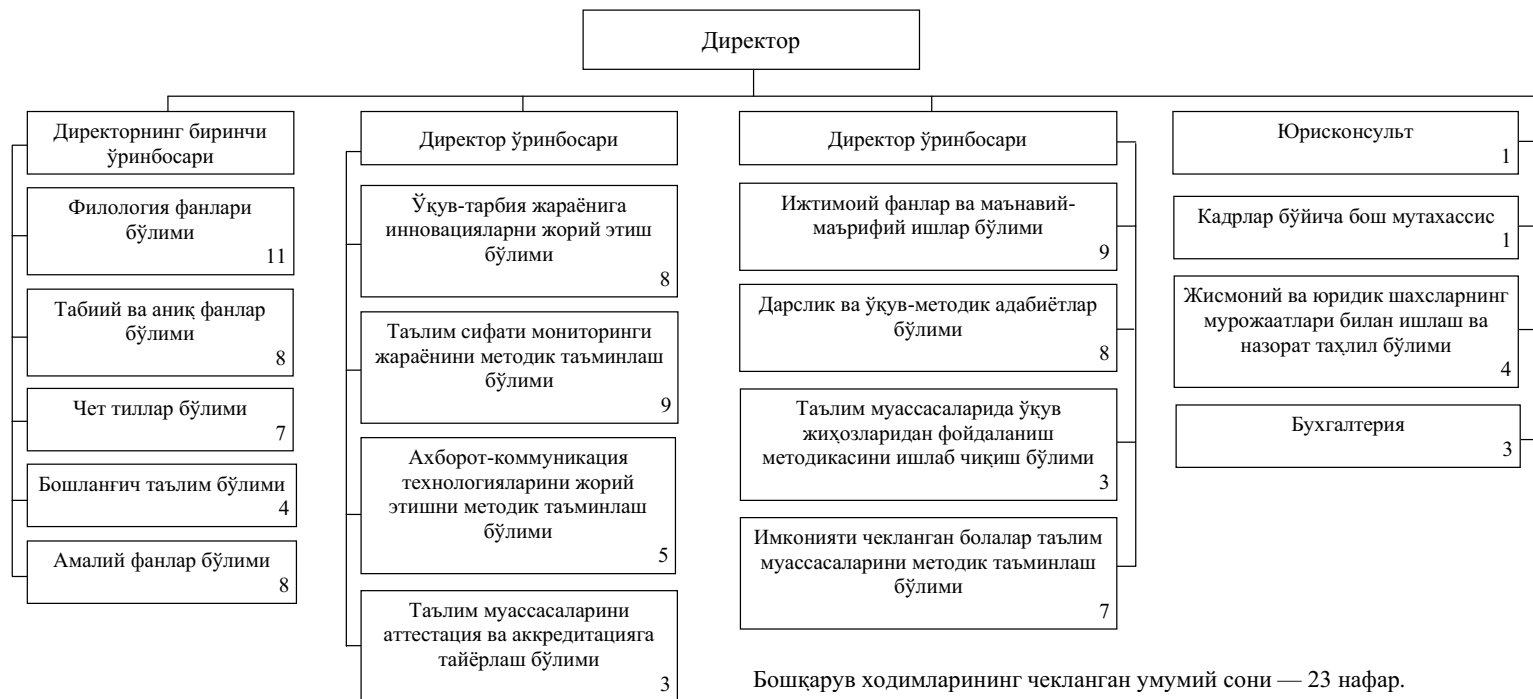 Директор
Директорнинг биринчи
ўринбосари
Филология фанлари
бўлими
11
Табиий ва аниқ фанлар
бўлими
8
Чет тиллар бўлими
7
Бошланғич таълим бўлими
4
Амалий фанлар бўлими
8
Директор ўринбосари
Ўқув-тарбия жараёнига
инновацияларни жорий этиш
бўлими
8
Таълим сифати мониторинги
жараёнини методик таъминлаш
бўлими
9
Ахборот-коммуникация
технологияларини жорий
этишни методик таъминлаш
бўлими
5
Таълим муассасаларини
аттестация ва аккредитацияга
тайёрлаш бўлими
3
Директор ўринбосари
Ижтимоий фанлар ва маънавий-
маърифий ишлар бўлими
9
Дарслик ва ўқув-методик адабиётлар
бўлими
8
Таълим муассасаларида ўқув
жиҳозларидан фойдаланиш
методикасини ишлаб чиқиш бўлими
3
Имконияти чекланган болалар таълим
муассасаларини методик таъминлаш
бўлими
7
Юрисконсульт
1
Кадрлар бўйича бош мутахассис
1
Жисмоний ва юридик шахсларнинг
мурожаатлари билан ишлаш ва
назорат таҳлил бўлими
4
Бухгалтерия
3
Бошқарув ходимларининг чекланган умумий сони — 23 нафар.